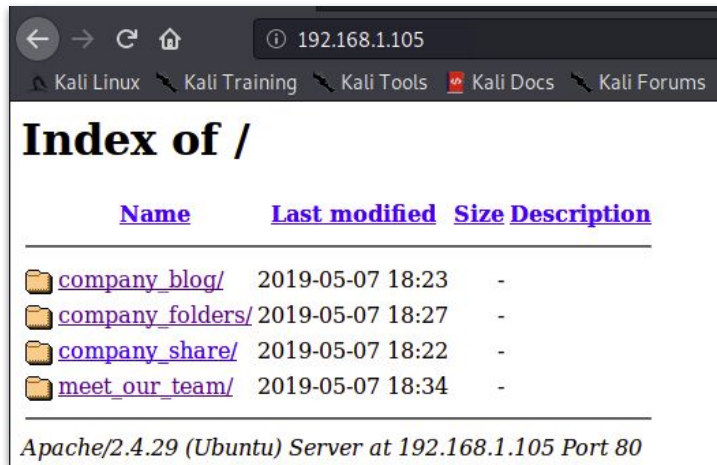 192.168.1.105
Kali Linux Kali Training Kali Tools Kali Docs Kali Forums
Index of /
Name Last modified Size Description
company_blog/ 2019-05-07 18:23 -
company_folders/ 2019-05-07 18:27 -
company_share/ 2019-05-07 18:22 -
meet_our_team/ 2019-05-07 18:34 -
Apache/2.4.29 (Ubuntu) Server at 192.168.1.105 Port 80